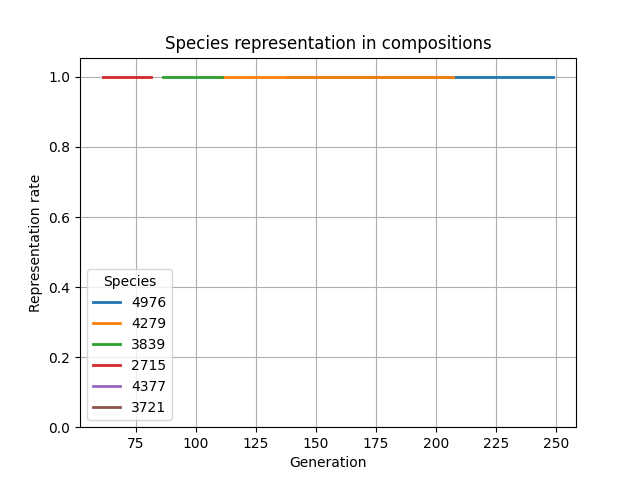 Species representation in compositions
Representation rate
1.0
0.8
0.6
0.4
0.2
0.0
Species
4976
4279
3839
2715
4377
3721
75 100 125 150 175 200 225 250
Generation